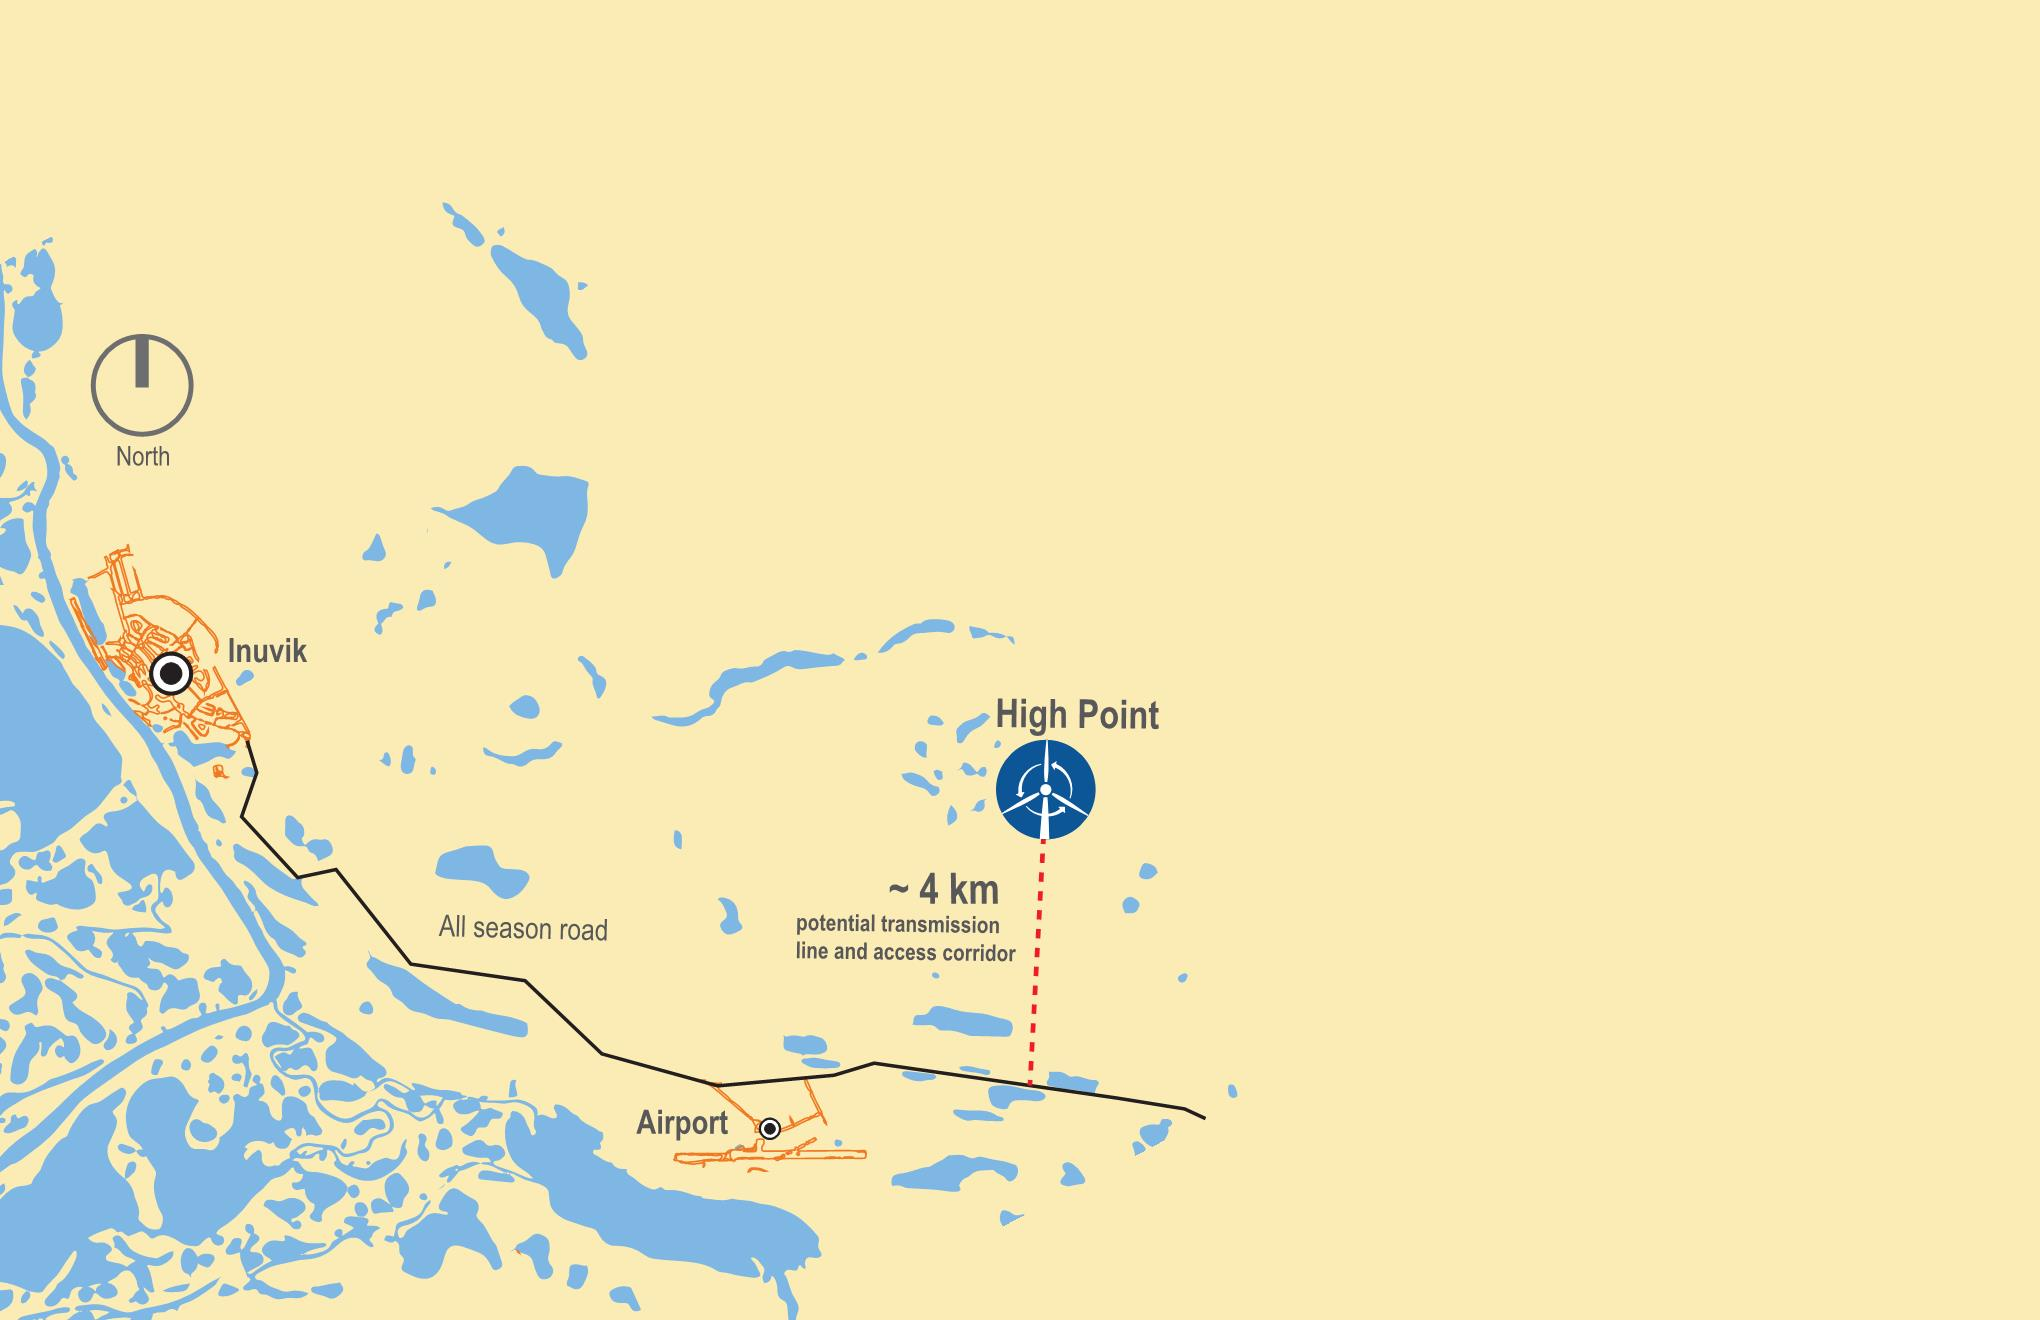 North
Inuvik
High Point
~ 4 km
potential transmission
line and access corridor
All season road
Airport